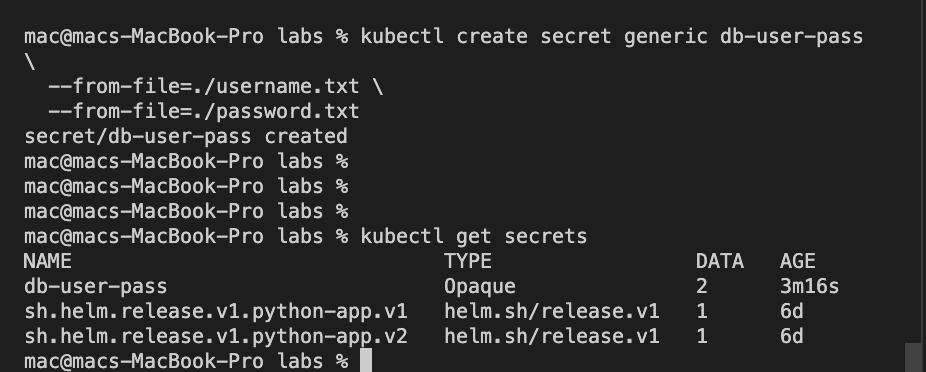 mac@macs-MacBook-Pro labs % kubectl create secret generic db-user-pass
\
  --from-file=./username.txt \
  --from-file=./password.txt
secret/db-user-pass created
mac@macs-MacBook-Pro labs %
mac@macs-MacBook-Pro labs %
mac@macs-MacBook-Pro labs %
mac@macs-MacBook-Pro labs % kubectl get secrets
NAME                               TYPE                 DATA   AGE
db-user-pass                       Opaque               2      3m16s
sh.helm.release.v1.python-app.v1   helm.sh/release.v1   1      6d
sh.helm.release.v1.python-app.v2   helm.sh/release.v1   1      6d
mac@macs-MacBook-Pro labs %